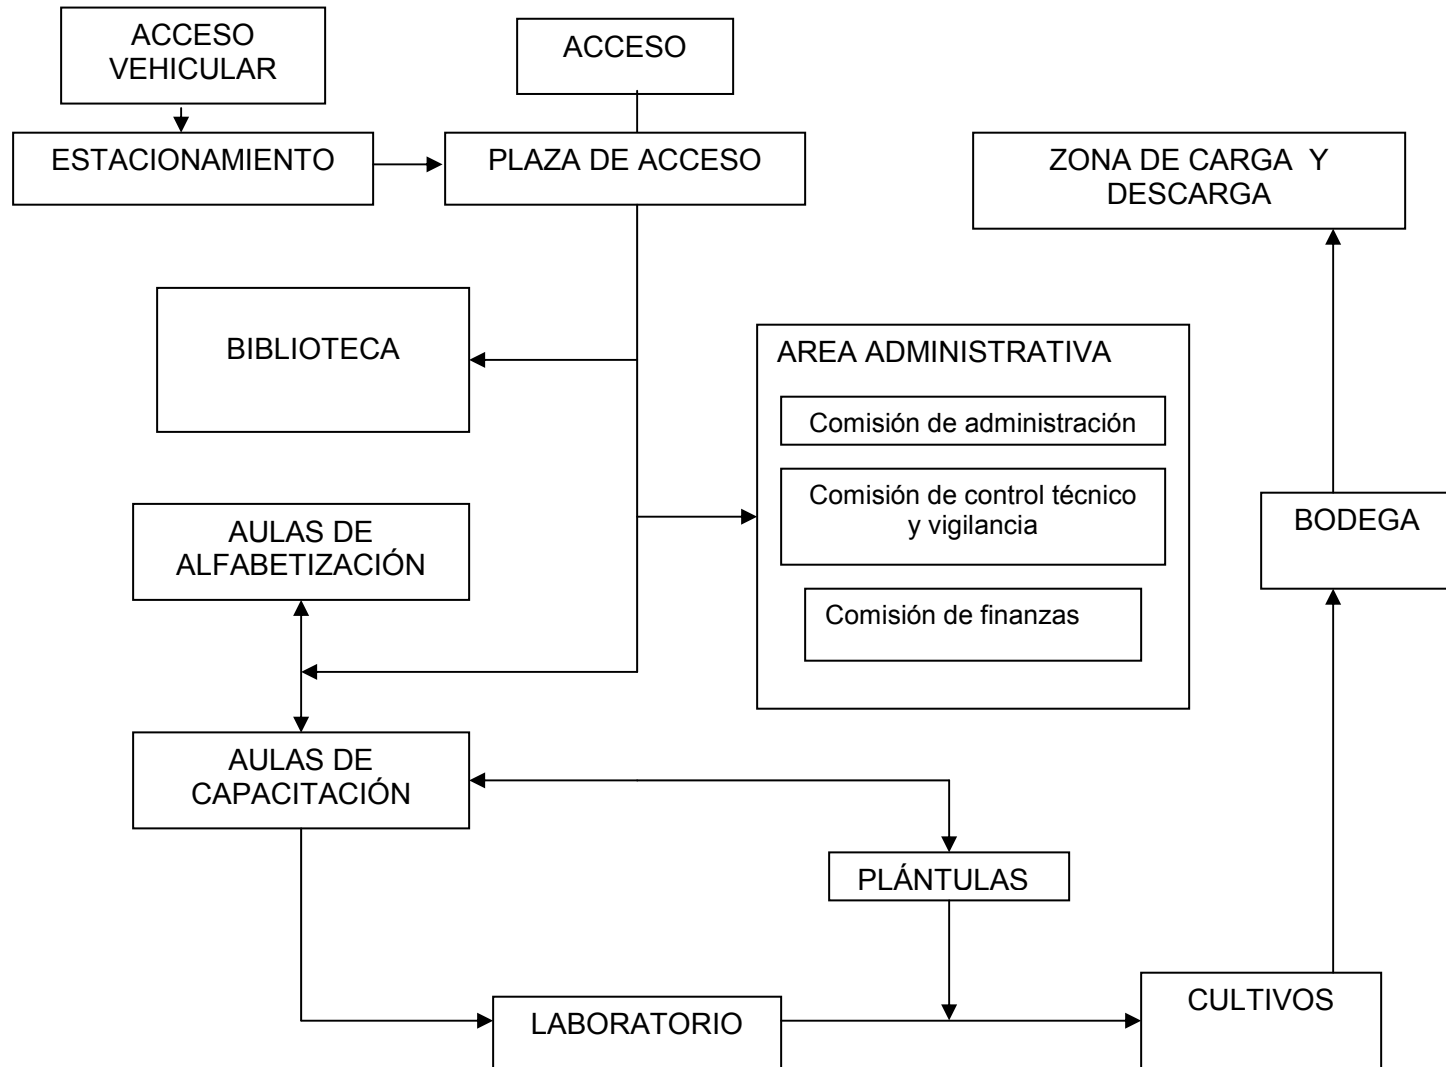 ACCESO
VEHICULAR
ACCESO
ESTACIONAMIENTO
PLAZA DE ACCESO
ZONA DE CARGA Y
DESCARGA
BIBLIOTECA
AREA ADMINISTRATIVA
Comisión de administración
Comisión de control técnico
y vigilancia
Comisión de finanzas
BODEGA
AULAS DE
ALFABETIZACIÓN
AULAS DE
CAPACITACIÓN
PLÁNTULAS
LABORATORIO
CULTIVOS